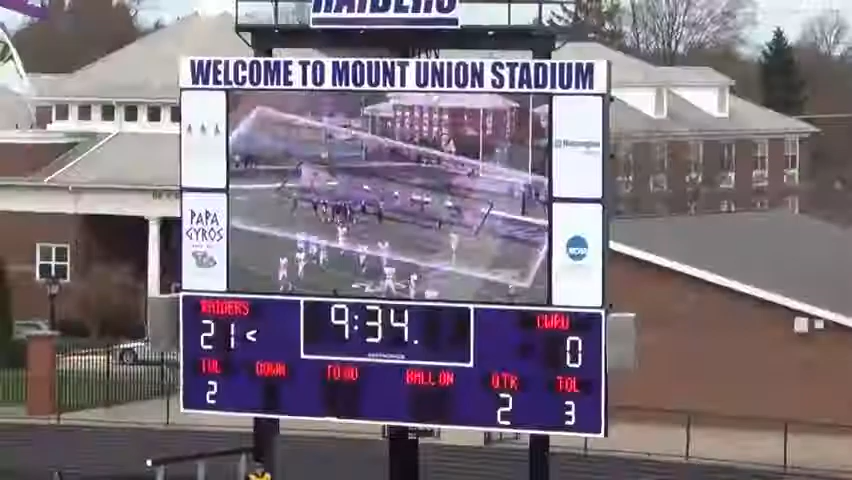 RAIDERS
WELCOME TO MOUNT UNION STADIUM
PAPA
GYROS
NCAA
RAIDERS
21 <
9:34.
CWRU
0
TOL DOWN TO GO BALL ON QTR TOL
2 2 3